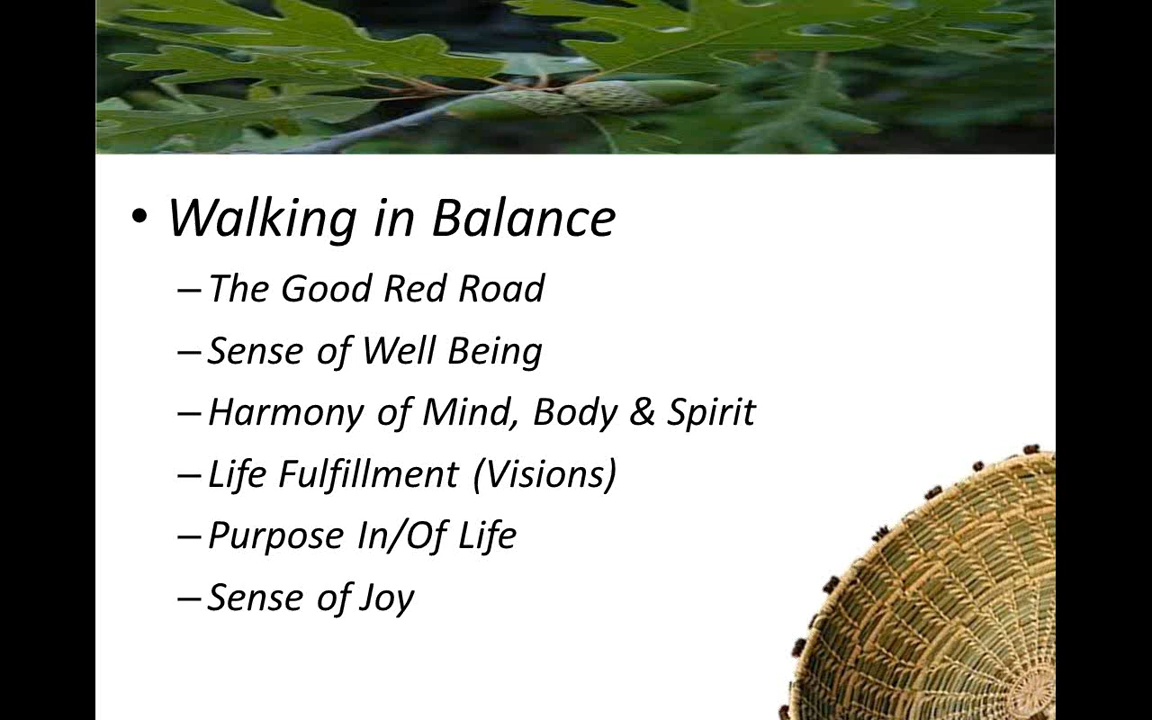 • Walking in Balance
– The Good Red Road
– Sense of Well Being
– Harmony of Mind, Body & Spirit
– Life Fulfillment (Visions)
– Purpose In/Of Life
– Sense of Joy